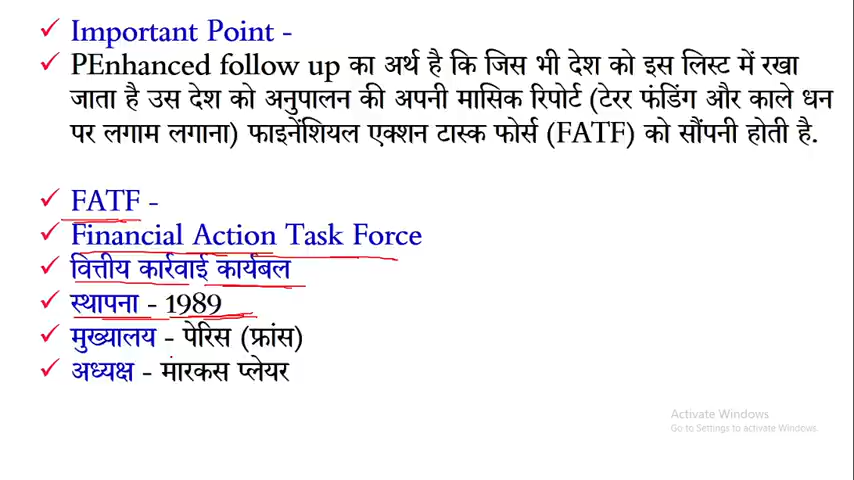 Important Point -
PEnhanced follow up का अर्थ है कि जिस भी देश को इस लिस्ट में रखा
जाता है उस देश को अनुपालन की अपनी मासिक रिपोर्ट (टेरर फंडिंग और काले धन
पर लगाम लगाना) फाइनेंशियल एक्शन टास्क फोर्स (FATF) को सौंपनी होती है.
FATF -
Financial Action Task Force
वित्तीय कार्रवाई कार्यबल
स्थापना - 1989
मुख्यालय - पेरिस (फ्रांस)
अध्यक्ष - मारकस प्लेयर
Activate Windows
Go to Settings to activate Windows.